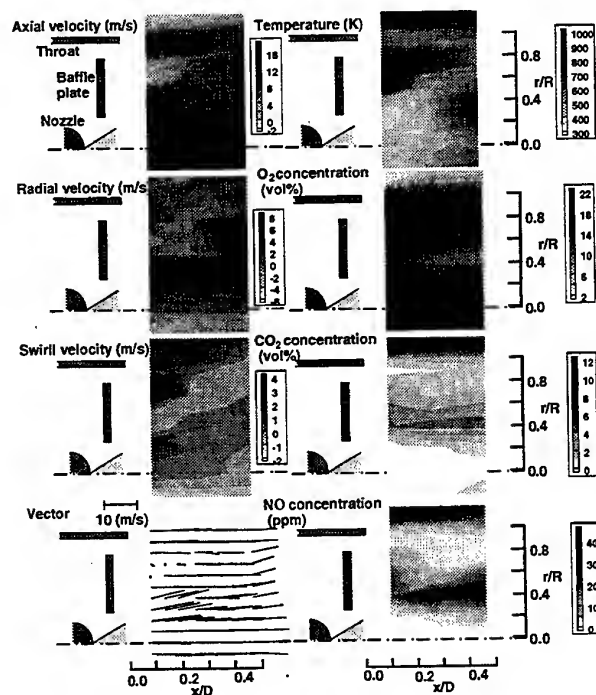 Axial velocity (m/s)
Throat
Baffle
plate
Nozzle
18
12
8
4
0
-2
Temperature (K)
0.8
0.4
0.0
r/R
1000
900
800
700
600
500
400
300
Radial velocity (m/s)
8
6
4
2
0
-2
-4
-6
-8
O2 concentration
(vol%)
0.8
0.4
0.0
r/R
22
18
14
10
6
2
Swiril velocity (m/s)
4
3
2
1
0
-1
-2
CO2 concentration
(vol%)
0.8
0.4
0.0
r/R
12
10
8
6
4
2
0
Vector
10 (m/s)
0.0
0.4
x/D
NO concentration
(ppm)
0.8
0.4
0.0
r/R
0.0
0.4
x/D
40
30
20
10
0